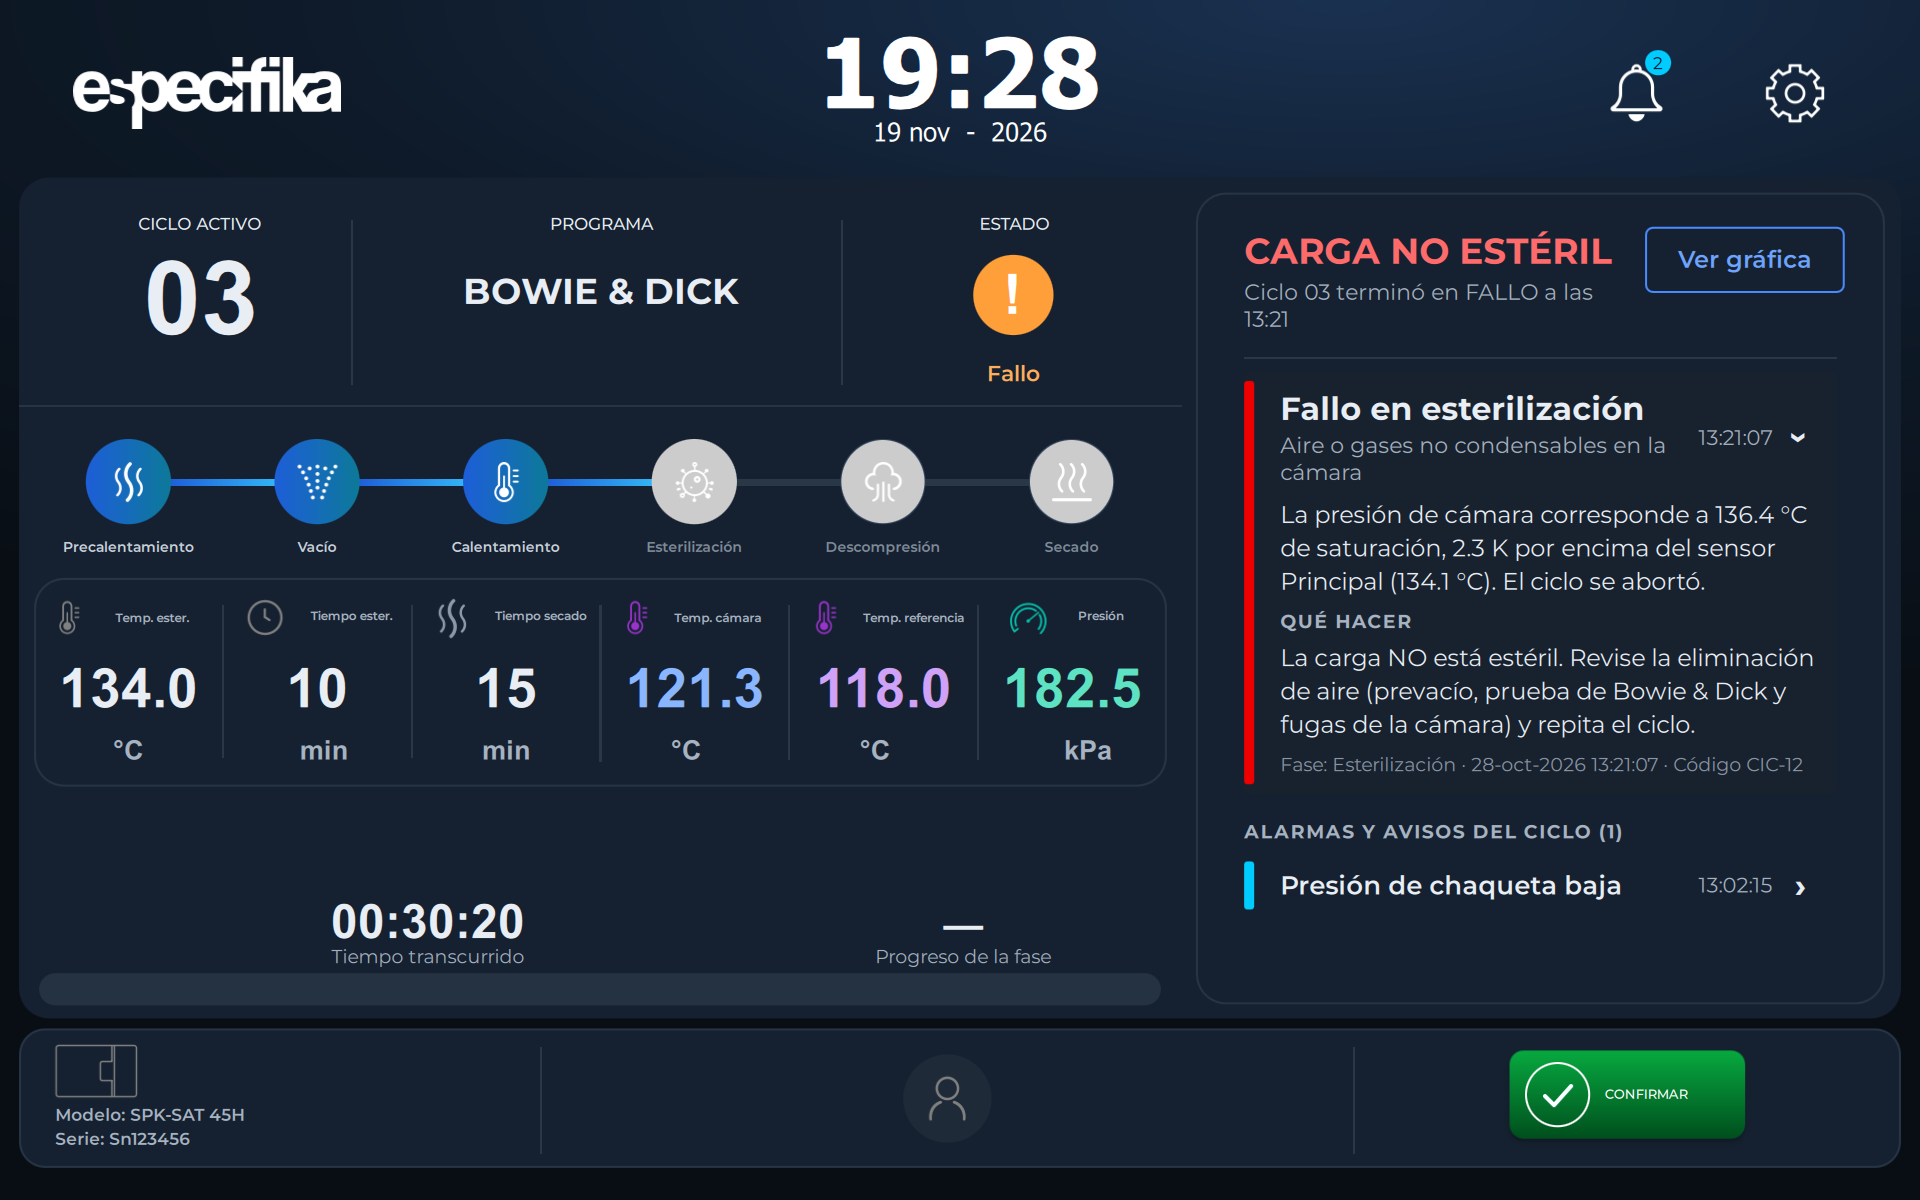 especifika
19:28
19 nov - 2026
2
CICLO ACTIVO
03
PROGRAMA
BOWIE & DICK
ESTADO
!
Fallo
Precalentamiento
Vacío
Calentamiento
Esterilización
Descompresión
Secado
Temp. ester.
134.0
°C
Tiempo ester.
10
min
Tiempo secado
15
min
Temp. cámara
121.3
°C
Temp. referencia
118.0
°C
Presión
182.5
kPa
00:30:20
Tiempo transcurrido
—
Progreso de la fase
CARGA NO ESTÉRIL
Ciclo 03 terminó en FALLO a las
13:21
Ver gráfica
Fallo en esterilización
Aire o gases no condensables en la
cámara
13:21:07
La presión de cámara corresponde a 136.4 °C
de saturación, 2.3 K por encima del sensor
Principal (134.1 °C). El ciclo se abortó.
QUÉ HACER
La carga NO está estéril. Revise la eliminación
de aire (prevacío, prueba de Bowie & Dick y
fugas de la cámara) y repita el ciclo.
Fase: Esterilización · 28-oct-2026 13:21:07 · Código CIC-12
ALARMAS Y AVISOS DEL CICLO (1)
Presión de chaqueta baja
13:02:15
Modelo: SPK-SAT 45H
Serie: Sn123456
CONFIRMAR